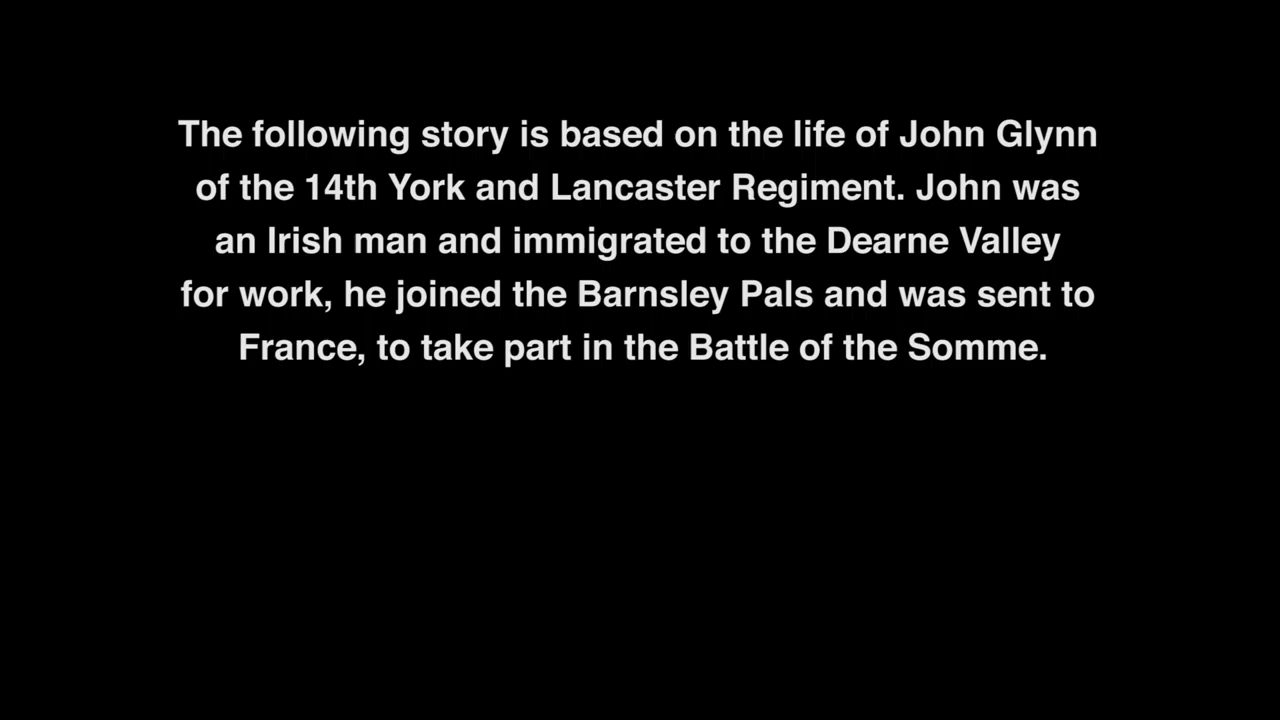 The following story is based on the life of John Glynn
of the 14th York and Lancaster Regiment. John was
an Irish man and immigrated to the Dearne Valley
for work, he joined the Barnsley Pals and was sent to
France, to take part in the Battle of the Somme.